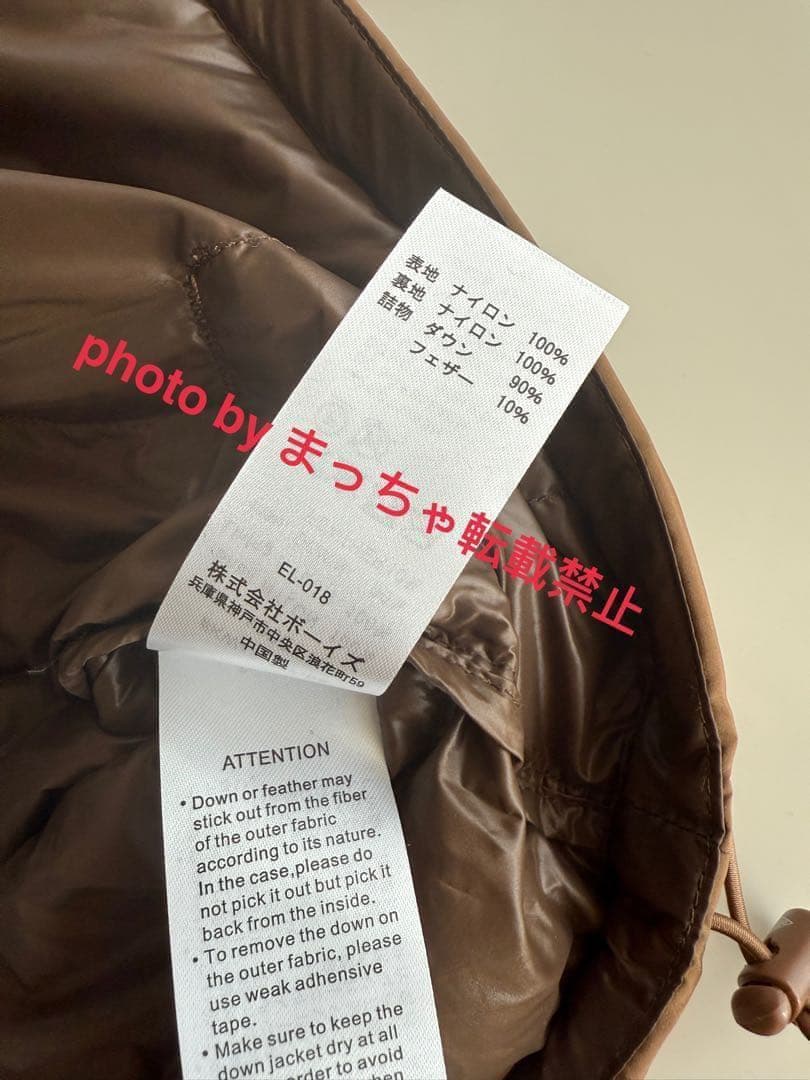 表地 ナイロン 100%
裏地 ナイロン 100%
詰物 ダウン 90%
フェザー 10%
photo by まっちゃ転載禁止
EL-018
株式会社ボーイズ
兵庫県神戸市中央区浪花町59
中国製
ATTENTION
• Down or feather may
stick out from the fiber
of the outer fabric
according to its nature.
In the case,please do
not pick it out but pick it
back from the inside.
• To remove the down on
the outer fabric, please
use weak adhensive
tape.
• Make sure to keep the
down jacket dry at all
order to avoid